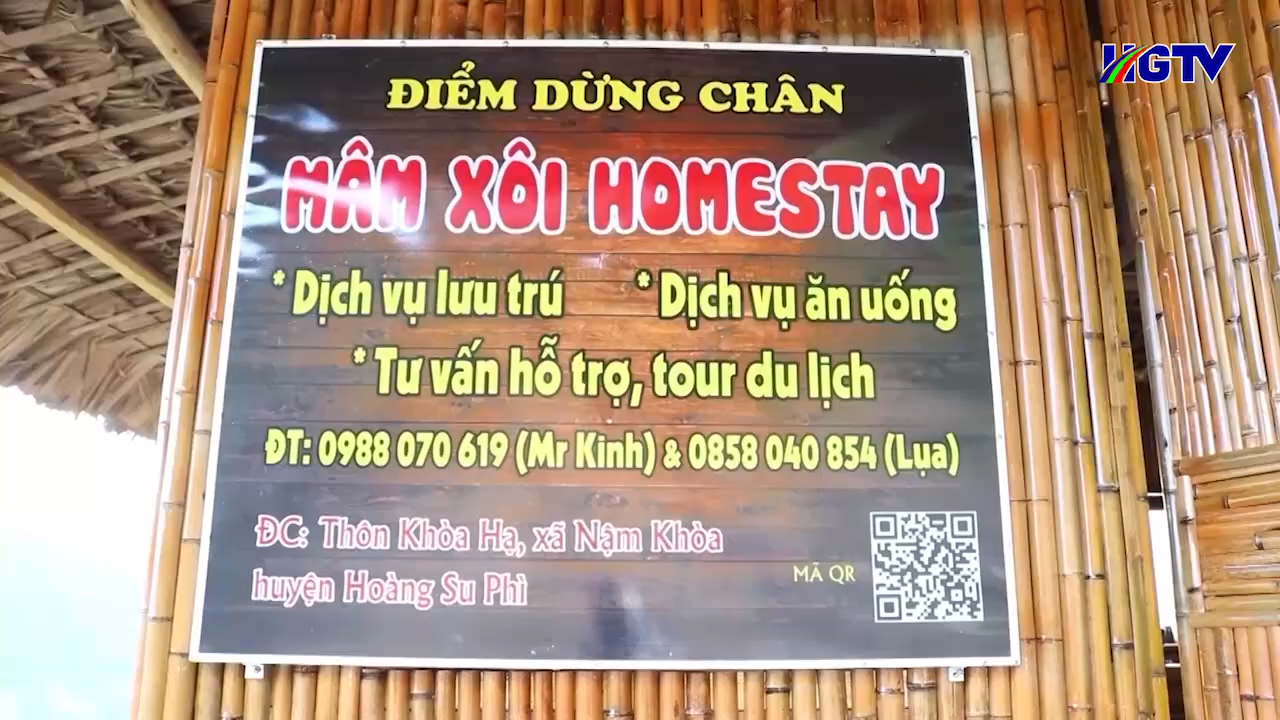 HGTV
ĐIỂM DỪNG CHÂN
MÂM XÔI HOMESTAY
* Dịch vụ lưu trú * Dịch vụ ăn uống
* Tư vấn hỗ trợ, tour du lịch
ĐT: 0988 070 619 (Mr Kinh) & 0858 040 854 (Lụa)
ĐC: Thôn Khòa Hạ, xã Nậm Khòa
huyện Hoàng Su Phì
MÃ QR